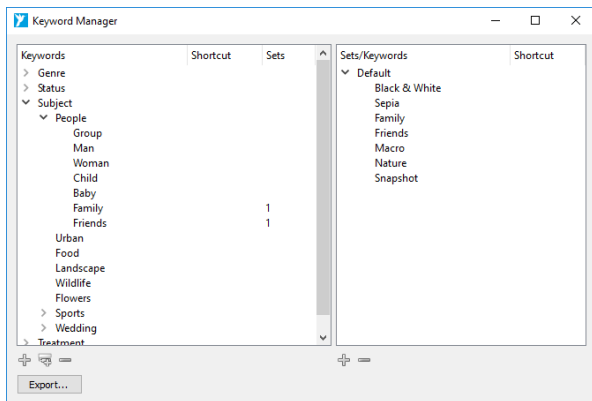 Keyword Manager
Keywords Shortcut Sets
Genre
Status
Subject
People
Group
Man
Woman
Child
Baby
Family 1
Friends 1
Urban
Food
Landscape
Wildlife
Flowers
Sports
Wedding
Treatment
Export...
Sets/Keywords Shortcut
Default
Black & White
Sepia
Family
Friends
Macro
Nature
Snapshot